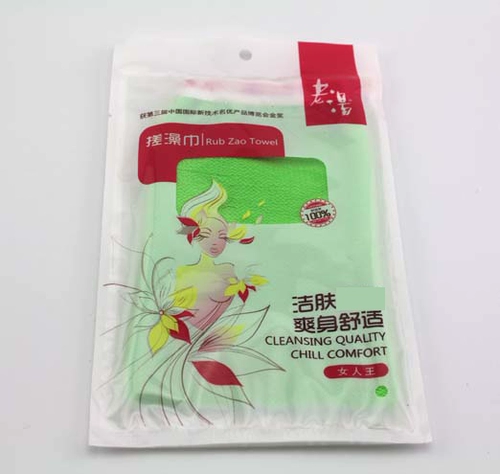 老湯
获第三届中国国际新技术名优产品博览会金奖
搓澡巾|Rub Zao Towel
100%
洁肤
爽身舒适
CLEANSING QUALITY
CHILL COMFORT
女人王